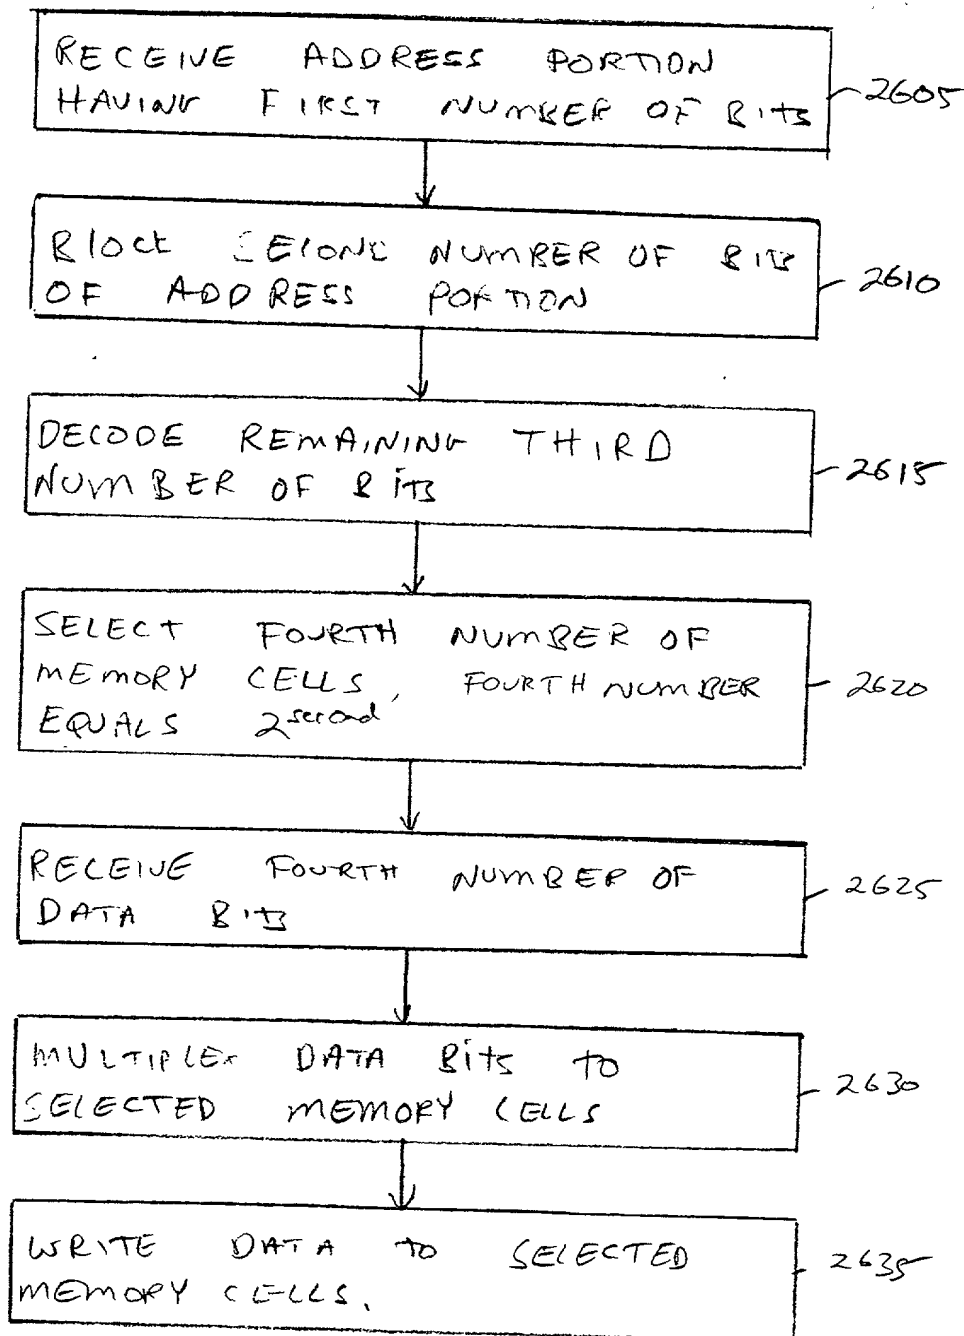 RECEIVE ADDRESS PORTION
HAVING FIRST NUMBER OF BITS
2605
BLOCK SECOND NUMBER OF BITS
OF ADDRESS PORTION
2610
DECODE REMAINING THIRD
NUMBER OF BITS
2615
SELECT FOURTH NUMBER OF
MEMORY CELLS, FOURTH NUMBER
EQUALS 2^second
2620
RECEIVE FOURTH NUMBER OF
DATA BITS
2625
MULTIPLEX DATA BITS TO
SELECTED MEMORY CELLS
2630
WRITE DATA TO SELECTED
MEMORY CELLS.
2635